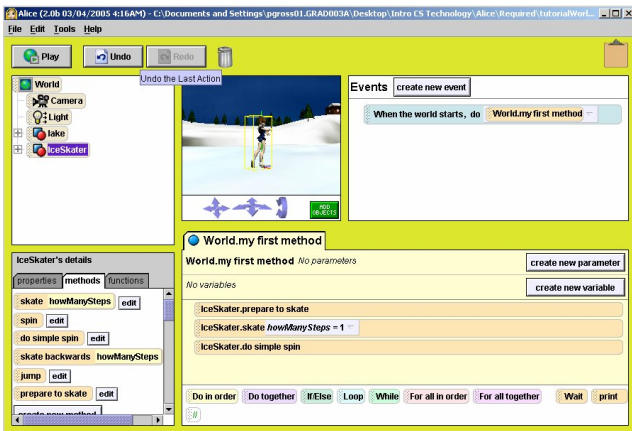 Alice (2.0b 03/04/2005 4:16AM) - C:\Documents and Settings\pgross01.GRAD003A\Desktop\Intro CS Technology\Alice\Required\tutorialWorl...
File Edit Tools Help
Play Undo Redo
Undo the Last Action
World
Camera
Light
lake
IceSkater
ADD OBJECTS
Events create new event
When the world starts, do World.my first method
IceSkater's details
properties methods functions
skate howManySteps edit
spin edit
do simple spin edit
skate backwards howManySteps
jump edit
prepare to skate edit
create new method
World.my first method
World.my first method No parameters create new parameter
No variables create new variable
IceSkater.prepare to skate
IceSkater.skate howManySteps = 1
IceSkater.do simple spin
Do in order Do together If/Else Loop While For all in order For all together Wait print
//